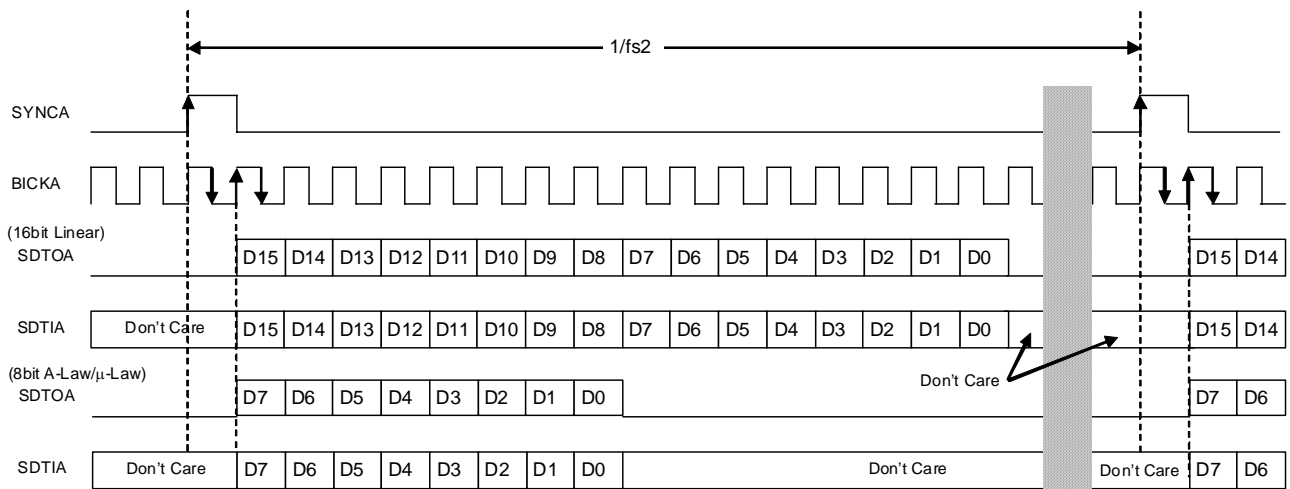 1/fs2
SYNCA
BICKA
(16bit Linear)
SDTOA D15 D14 D13 D12 D11 D10 D9 D8 D7 D6 D5 D4 D3 D2 D1 D0 D15 D14
SDTIA Don't Care D15 D14 D13 D12 D11 D10 D9 D8 D7 D6 D5 D4 D3 D2 D1 D0 D15 D14
(8bit A-Law/μ-Law)
Don't Care
SDTOA D7 D6 D5 D4 D3 D2 D1 D0 D7 D6
SDTIA Don't Care D7 D6 D5 D4 D3 D2 D1 D0 Don't Care Don't Care D7 D6